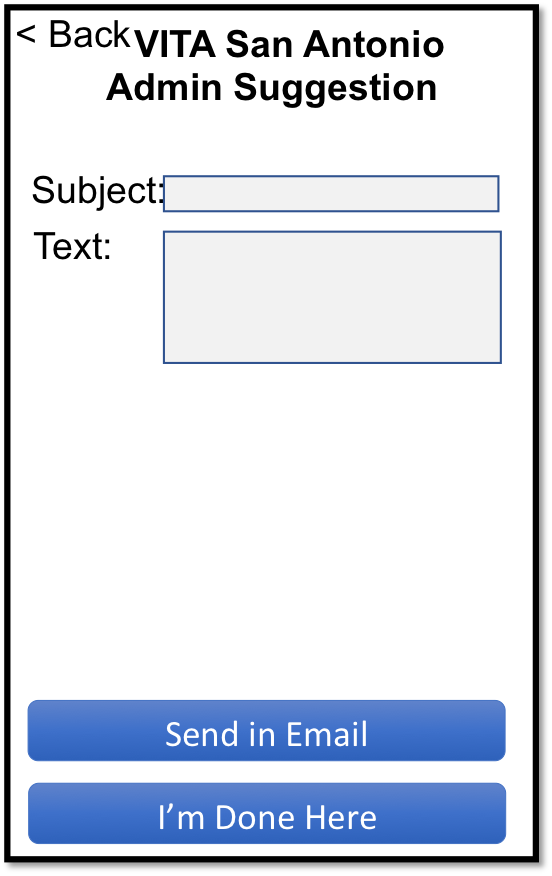 < Back
VITA San Antonio
Admin Suggestion
Subject:
Text:
Send in Email
I’m Done Here